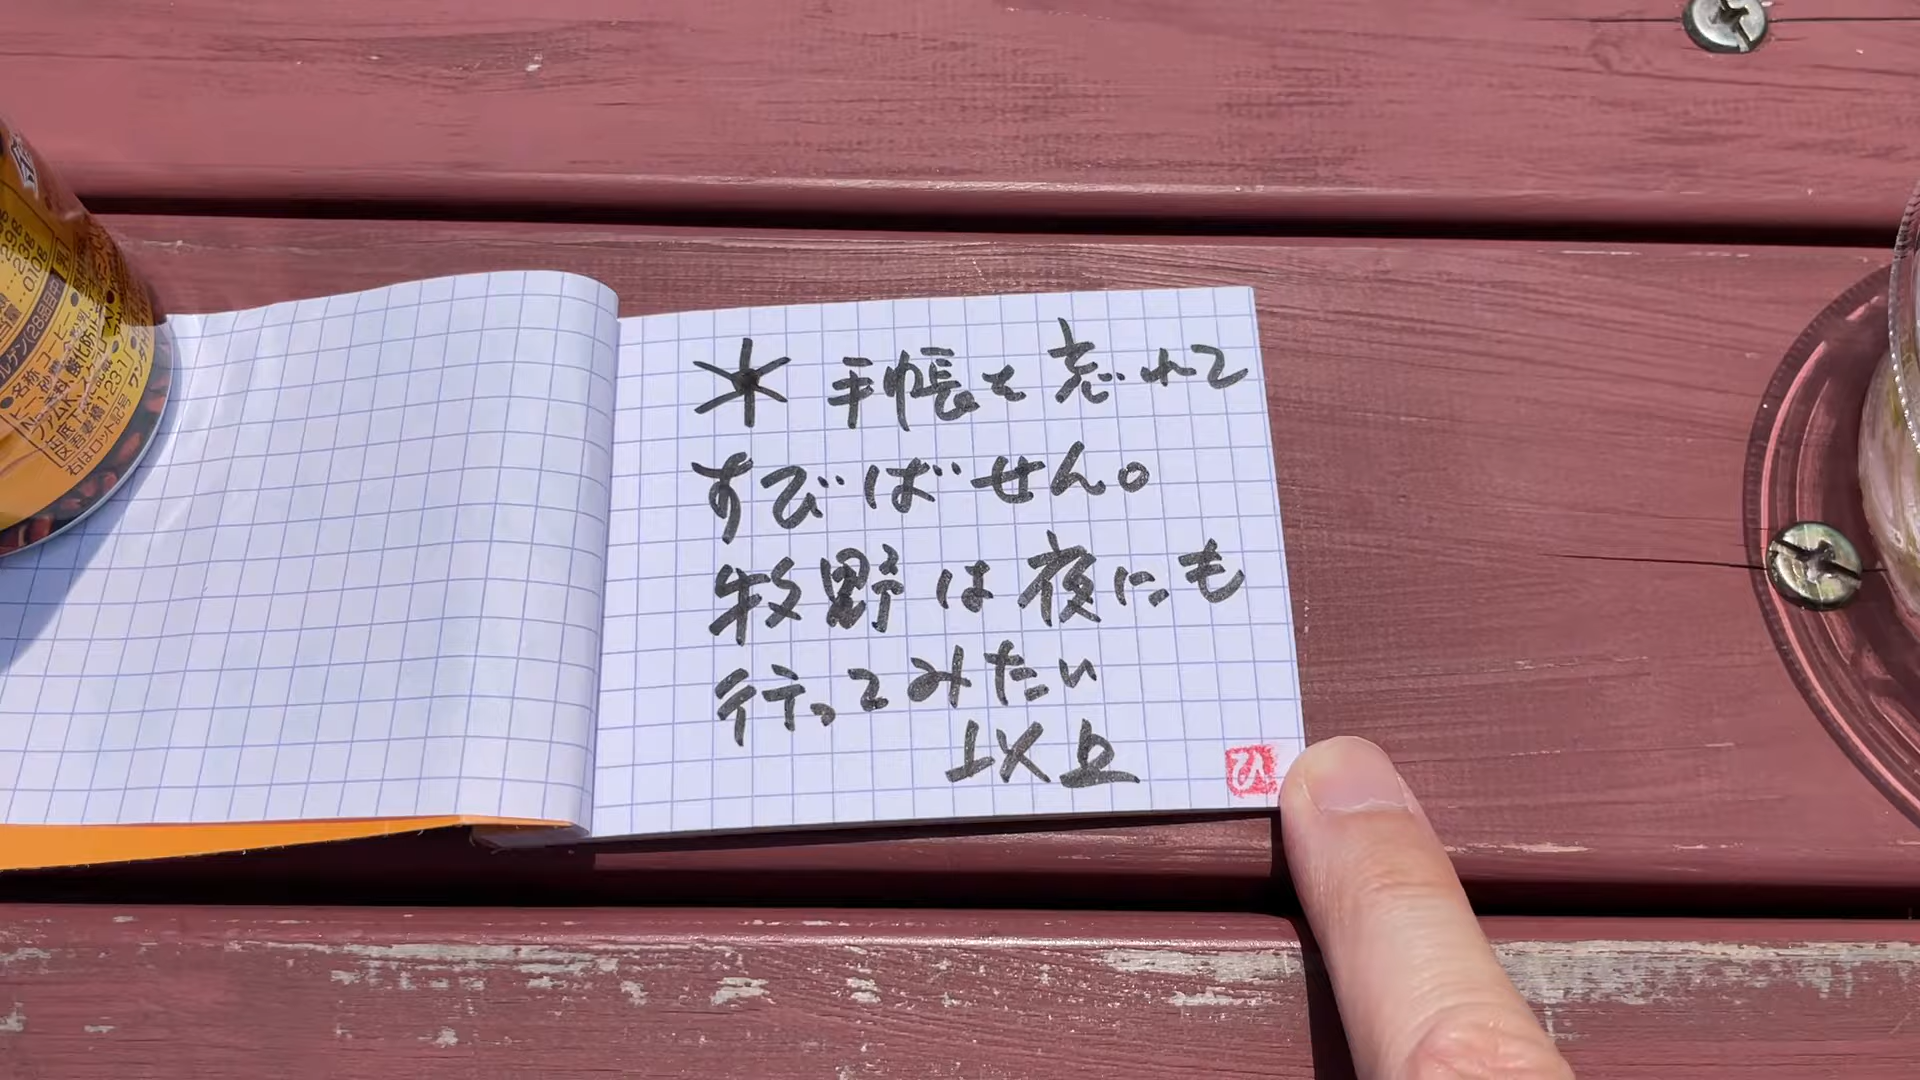 * 手帳を忘れて
すびばせん。
牧野は夜にも
行ってみたい
以上
ひ